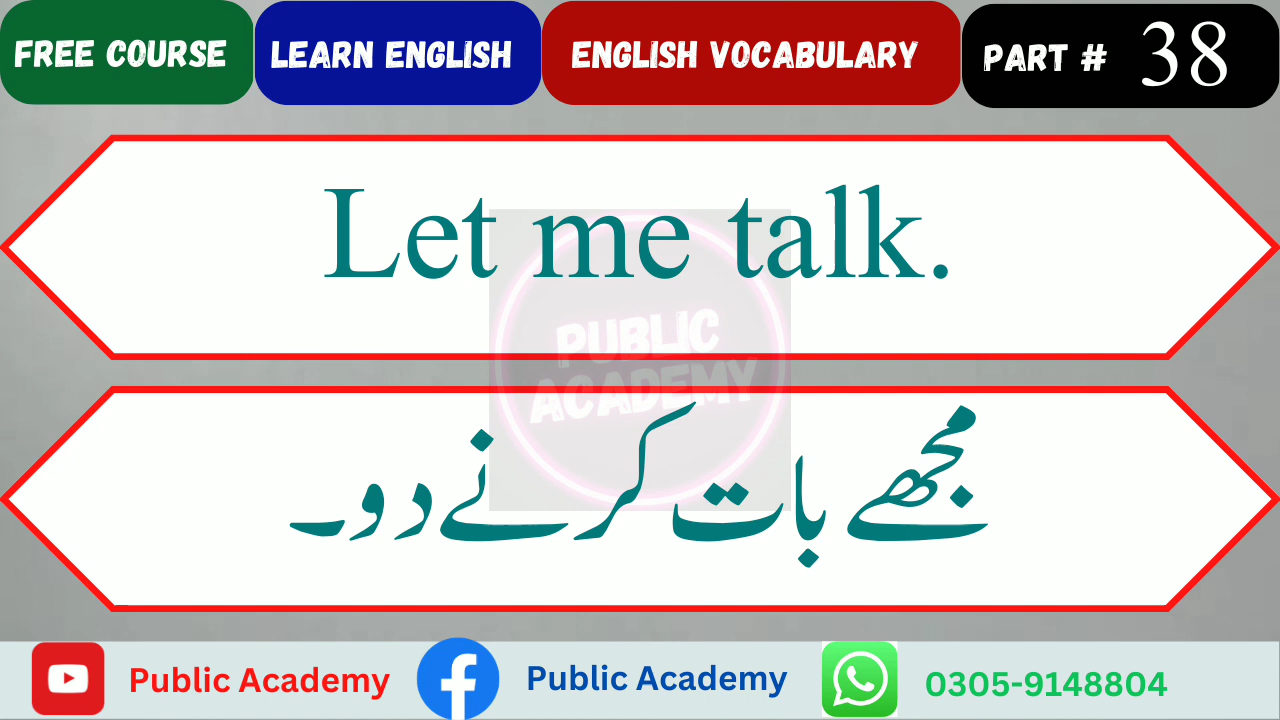 FREE COURSE
LEARN ENGLISH
ENGLISH VOCABULARY
PART # 38
Let me talk.
PUBLIC
ACADEMY
مجھے بات کرنے دو۔
Public Academy
Public Academy
0305-9148804